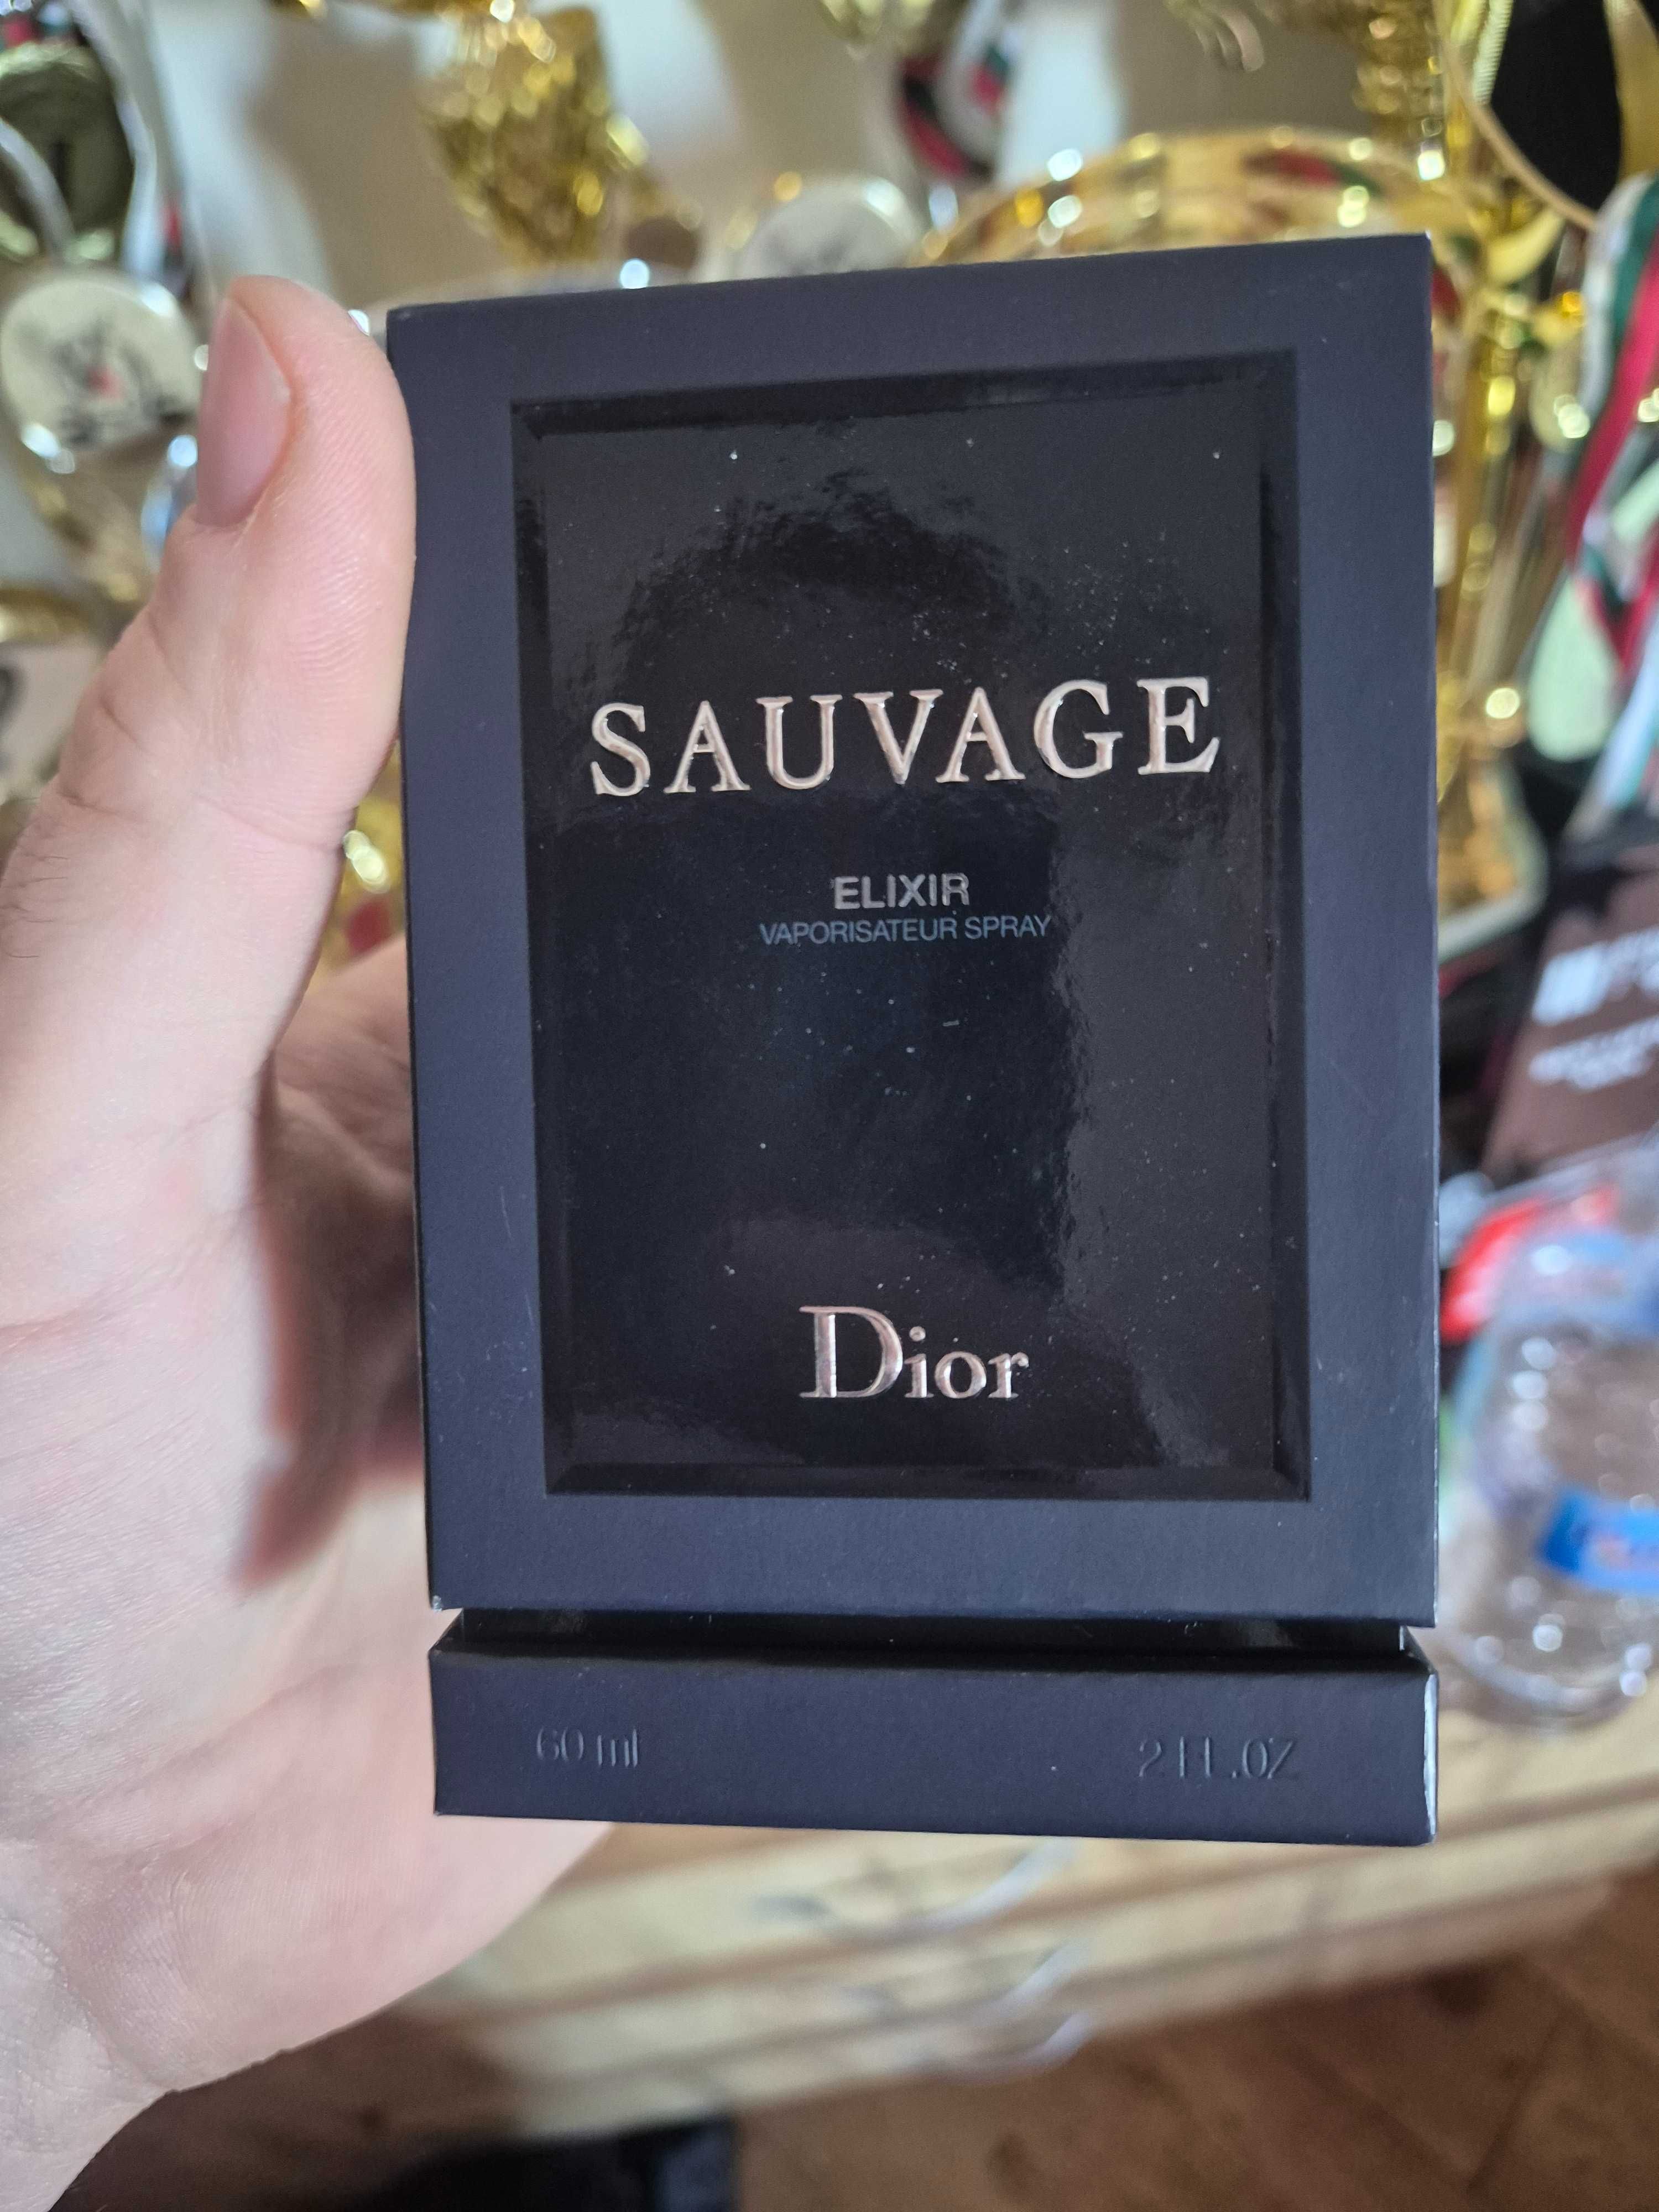 SAUVAGE
ELIXIR
VAPORISATEUR SPRAY
Dior
60 ml 2 FL.OZ